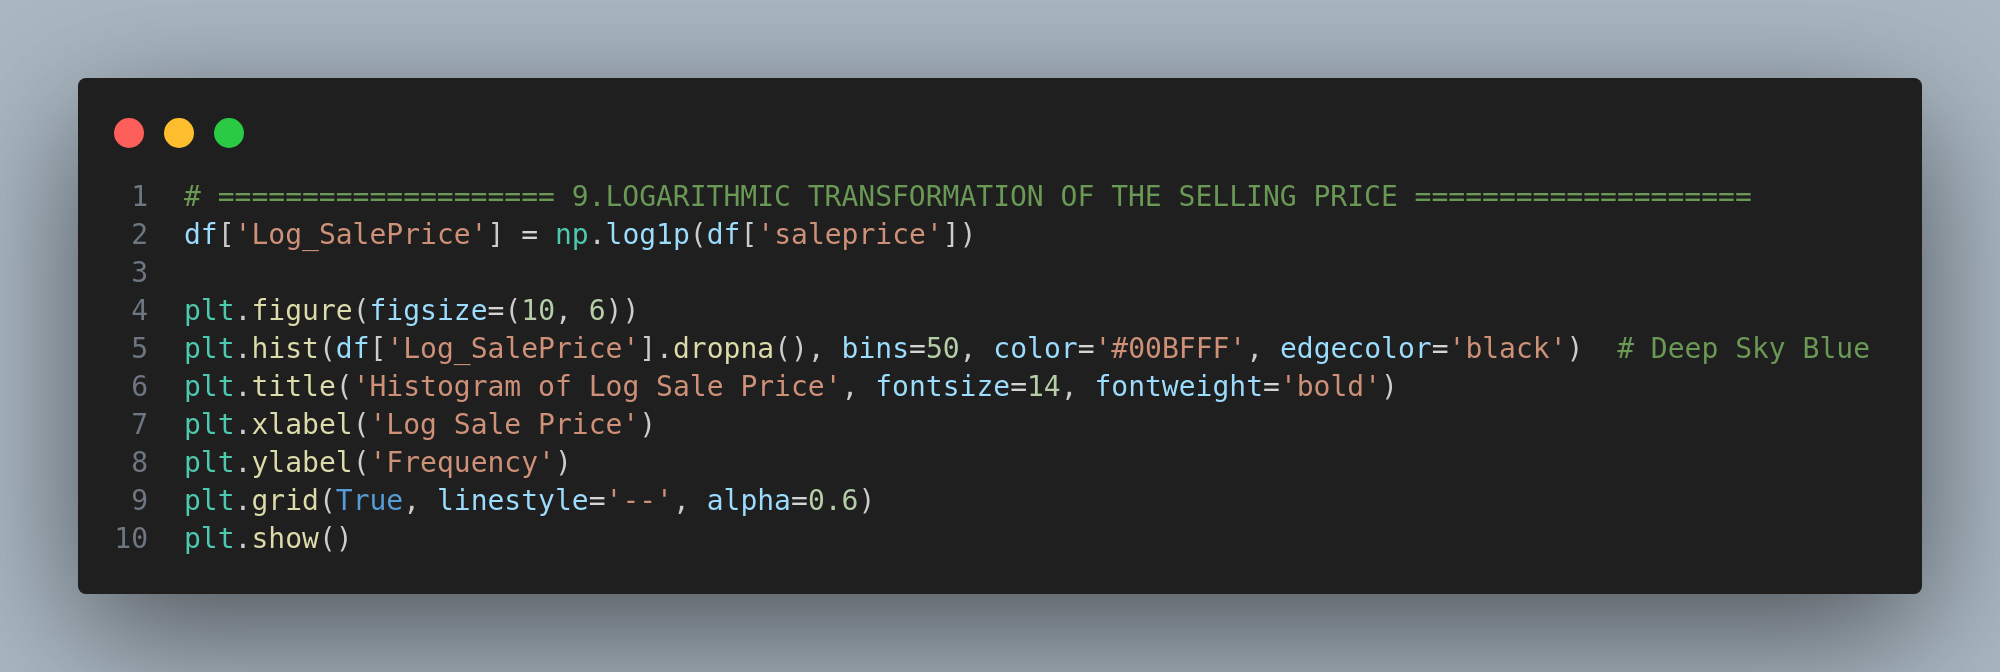 1 # ==================== 9.LOGARITHMIC TRANSFORMATION OF THE SELLING PRICE ====================
2 df['Log_SalePrice'] = np.log1p(df['saleprice'])
3
4 plt.figure(figsize=(10, 6))
5 plt.hist(df['Log_SalePrice'].dropna(), bins=50, color='#00BFFF', edgecolor='black')  # Deep Sky Blue
6 plt.title('Histogram of Log Sale Price', fontsize=14, fontweight='bold')
7 plt.xlabel('Log Sale Price')
8 plt.ylabel('Frequency')
9 plt.grid(True, linestyle='--', alpha=0.6)
10 plt.show()